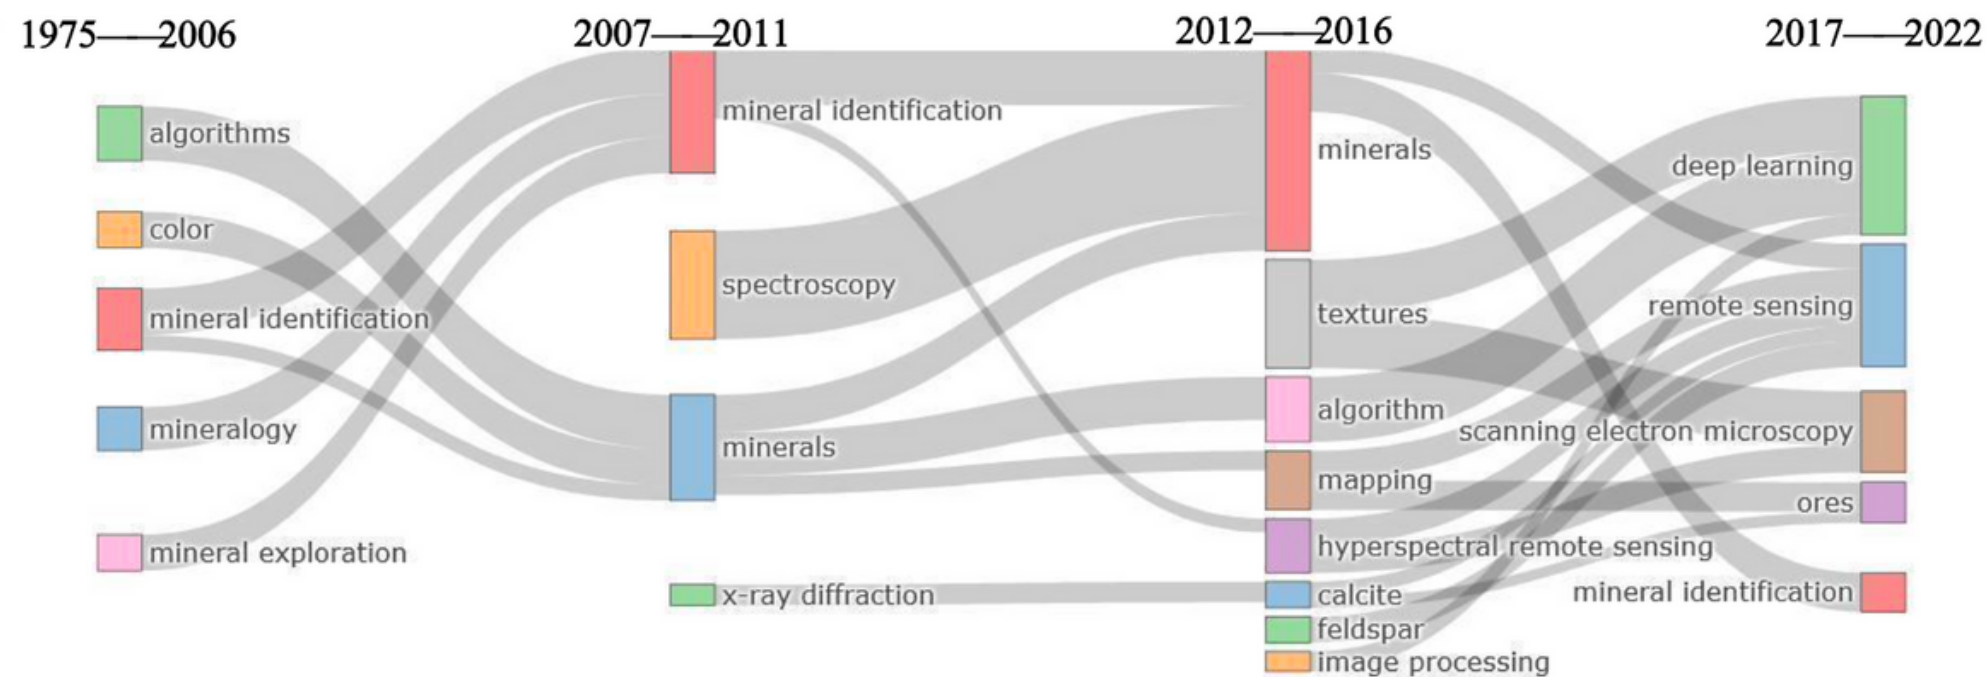 1975——2006
2007——2011
2012——2016
2017——2022
algorithms
color
mineral identification
mineralogy
mineral exploration
mineral identification
spectroscopy
minerals
x-ray diffraction
minerals
textures
algorithm
mapping
hyperspectral remote sensing
calcite
feldspar
image processing
deep learning
remote sensing
scanning electron microscopy
ores
mineral identification